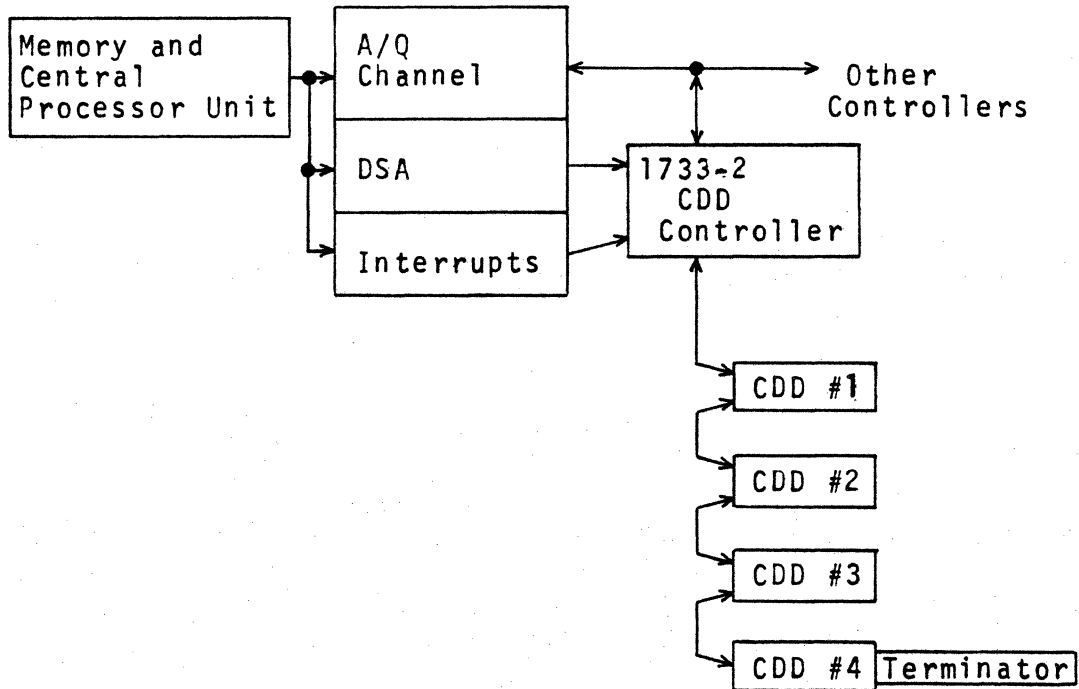 Memory and
Central
Processor Unit
A/Q
Channel
DSA
Interrupts
Other
Controllers
1733-2
CDD
Controller
CDD #1
CDD #2
CDD #3
CDD #4
Terminator